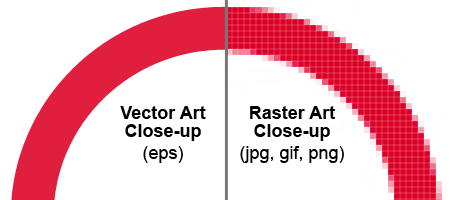 Vector Art
Close-up
(eps)
Raster Art
Close-up
(jpg, gif, png)